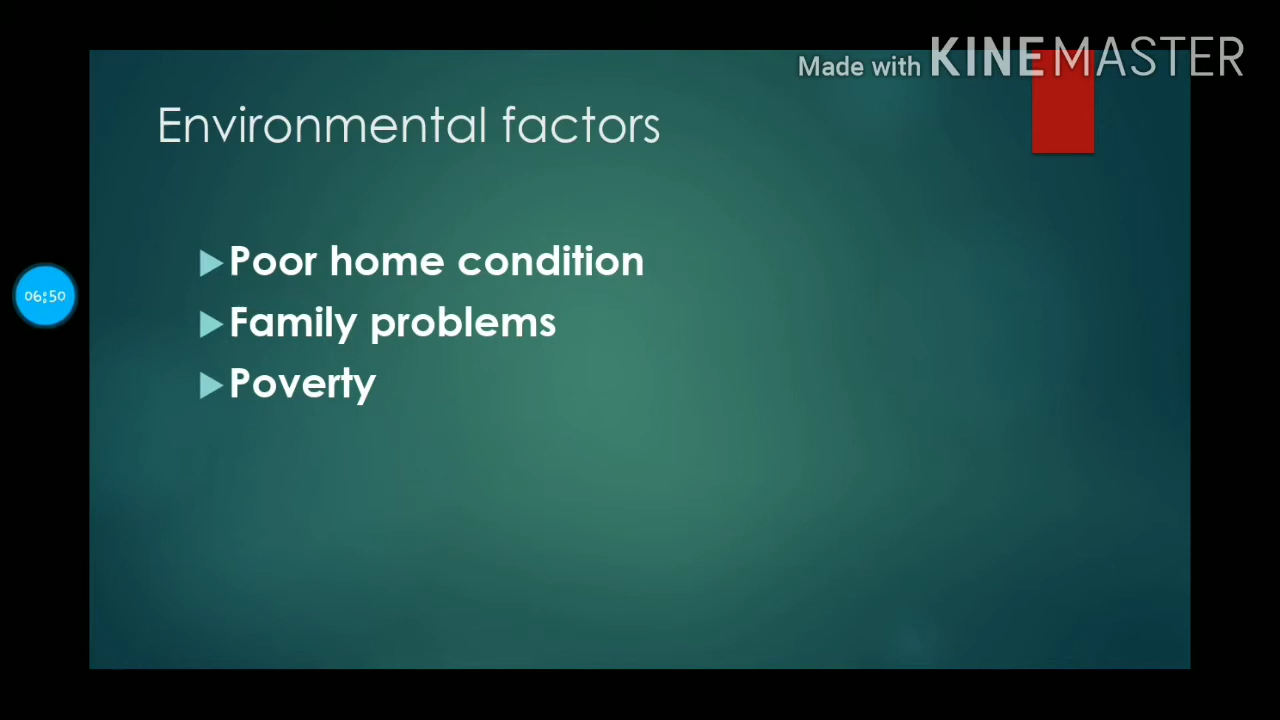 Made with KINEMASTER
Environmental factors
06:50
Poor home condition
Family problems
Poverty